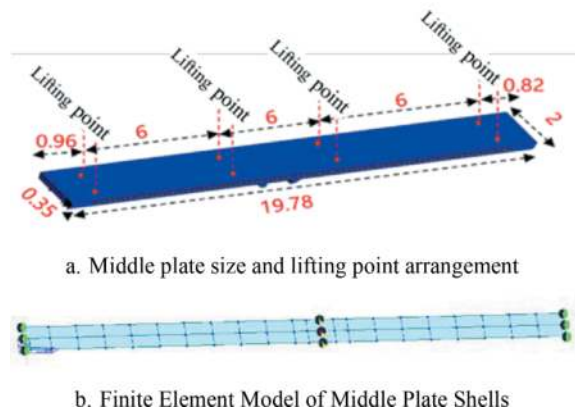 Lifting point
Lifting point
Lifting point
Lifting point
0.96
6
6
6
0.82
2
0.35
19.78
a. Middle plate size and lifting point arrangement
b. Finite Element Model of Middle Plate Shells